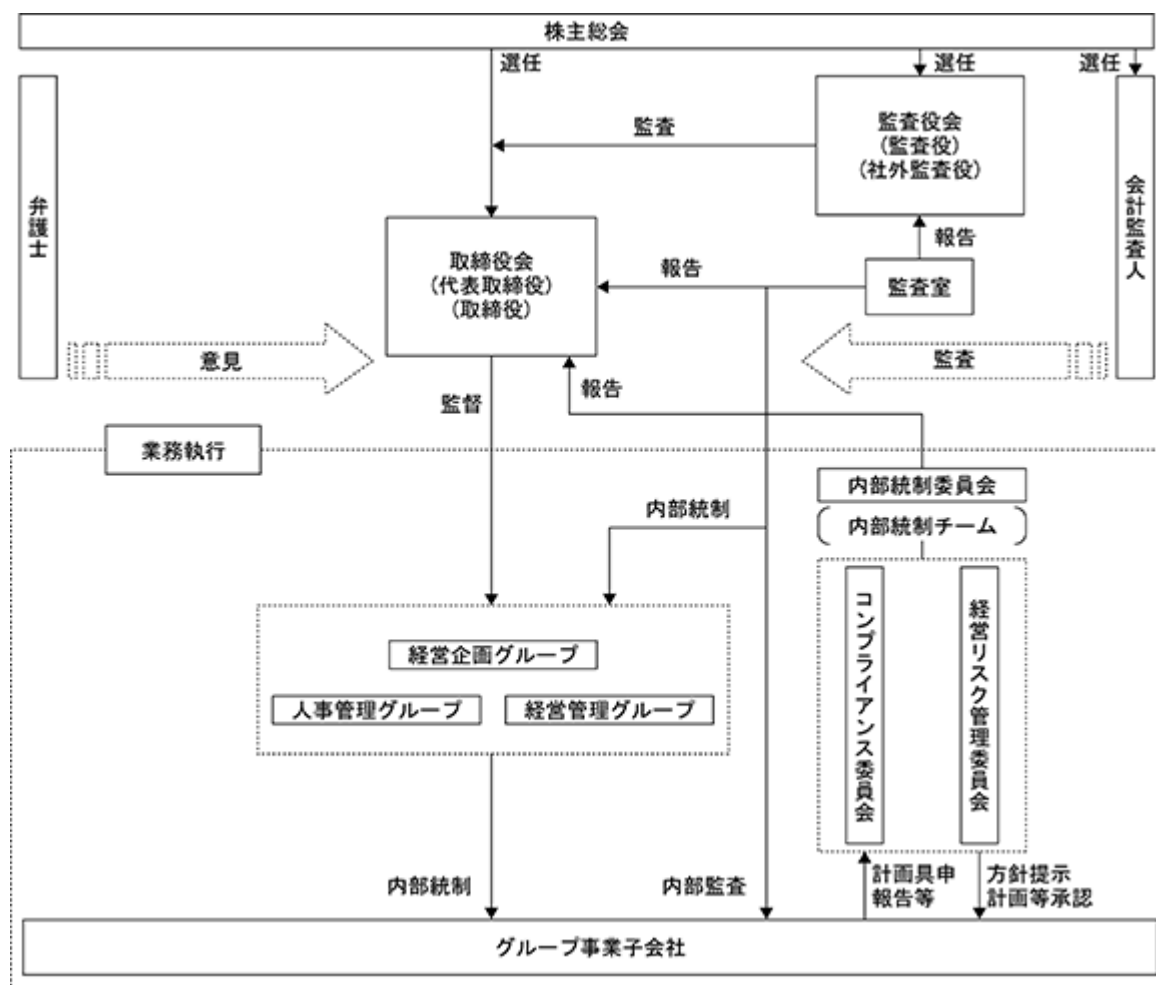 株主総会
選任
選任
選任
弁護士
監査役会
(監査役)
(社外監査役)
会計監査人
監査
報告
取締役会
(代表取締役)
(取締役)
報告
監査室
意見
監査
報告
監督
業務執行
内部統制委員会
内部統制チーム
内部統制
コンプライアンス委員会
経営リスク管理委員会
経営企画グループ
人事管理グループ
経営管理グループ
内部統制
内部監査
計画具申
報告等
方針提示
計画等承認
グループ事業子会社